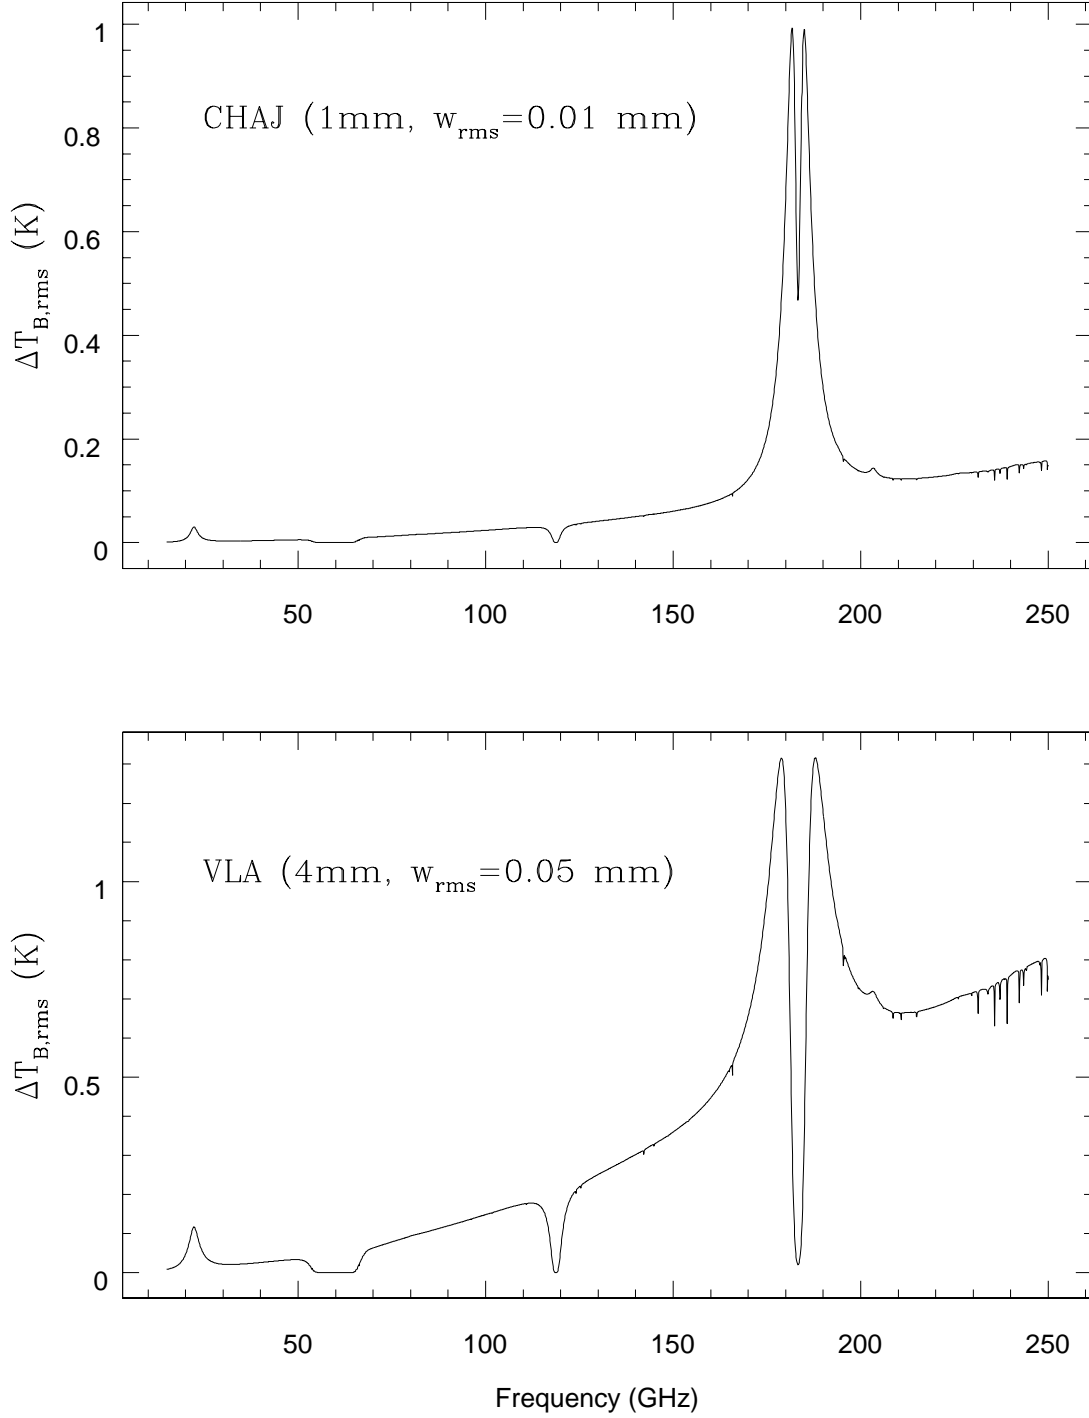 1
CHAJ (1mm, w_rms=0.01 mm)
0.8
0.6
ΔT_B,rms (K)
0.4
0.2
0
50 100 150 200 250
VLA (4mm, w_rms=0.05 mm)
1
ΔT_B,rms (K)
0.5
0
50 100 150 200 250
Frequency (GHz)